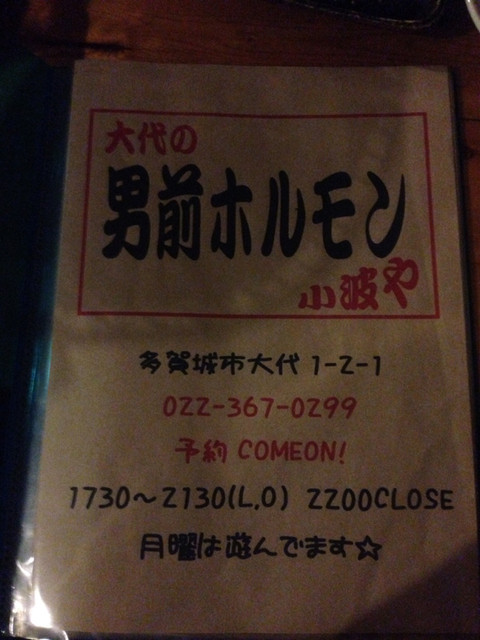 大代の
男前ホルモン
小波や
多賀城市大代 1-2-1
022-367-0299
予約 COMEON!
1730～2130(L,O) 2200CLOSE
月曜は遊んでます☆